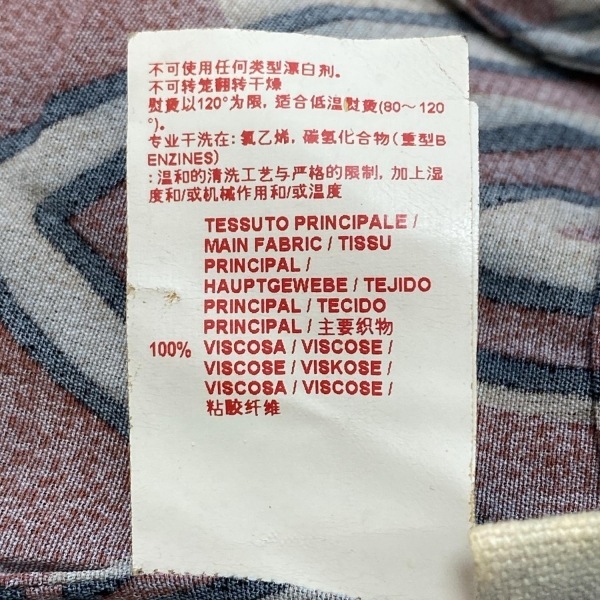 不可使用任何类型漂白剂。
不可转笼翻转干燥
熨烫以120°为限, 适合低温熨烫(80~120
°)。
专业干洗在: 氯乙烯, 碳氢化合物(重型B
ENZINES)
: 温和的清洗工艺与严格的限制, 加上湿
度和/或机械作用和/或温度
TESSUTO PRINCIPALE /
MAIN FABRIC / TISSU
PRINCIPAL /
HAUPTGEWEBE / TEJIDO
PRINCIPAL / TECIDO
PRINCIPAL / 主要织物
100% VISCOSA / VISCOSE /
VISCOSE / VISKOSE /
VISCOSA / VISCOSE /
粘胶纤维